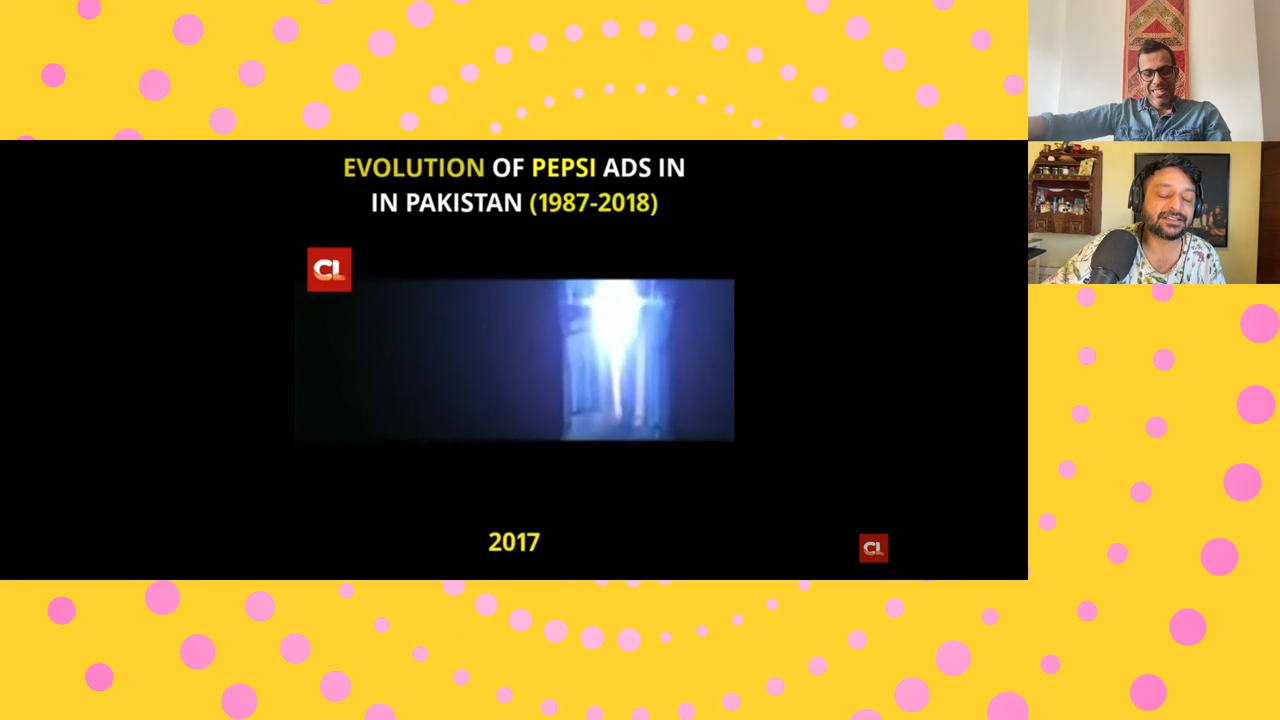 EVOLUTION OF PEPSI ADS IN
IN PAKISTAN (1987-2018)
CL
2017
CL